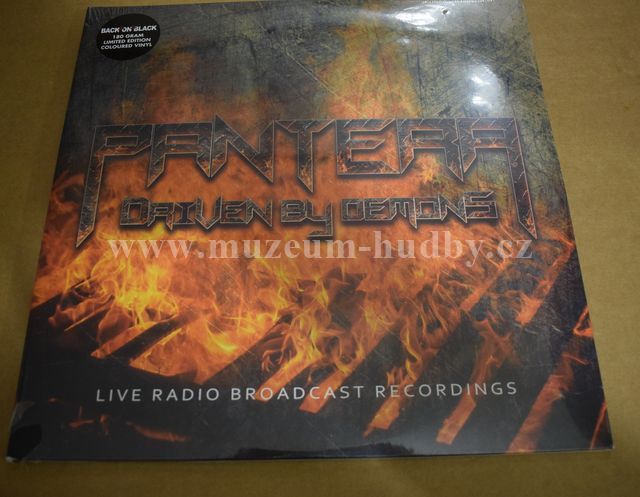 BACK ON BLACK
180 GRAM
LIMITED EDITION
COLOURED VINYL
PANTERA
DRIVEN BY DEMONS
www.muzeum-hudby.cz
LIVE RADIO BROADCAST RECORDINGS